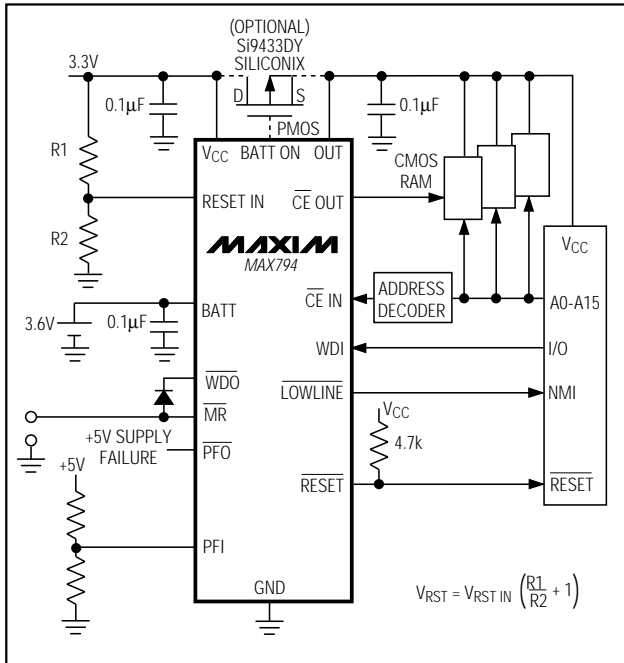 (OPTIONAL)
Si9433DY
SILICONIX
3.3V
0.1µF
D
S
PMOS
0.1µF
R1
R2
VCC
BATT ON
OUT
RESET IN
CE OUT
CMOS
RAM
MAXIM
MAX794
VCC
3.6V
0.1µF
BATT
CE IN
ADDRESS
DECODER
A0-A15
WDI
I/O
WDO
MR
LOWLINE
NMI
+5V SUPPLY
FAILURE
PFO
VCC
4.7k
+5V
RESET
RESET
PFI
GND
VRST = VRST IN (R1/R2 + 1)